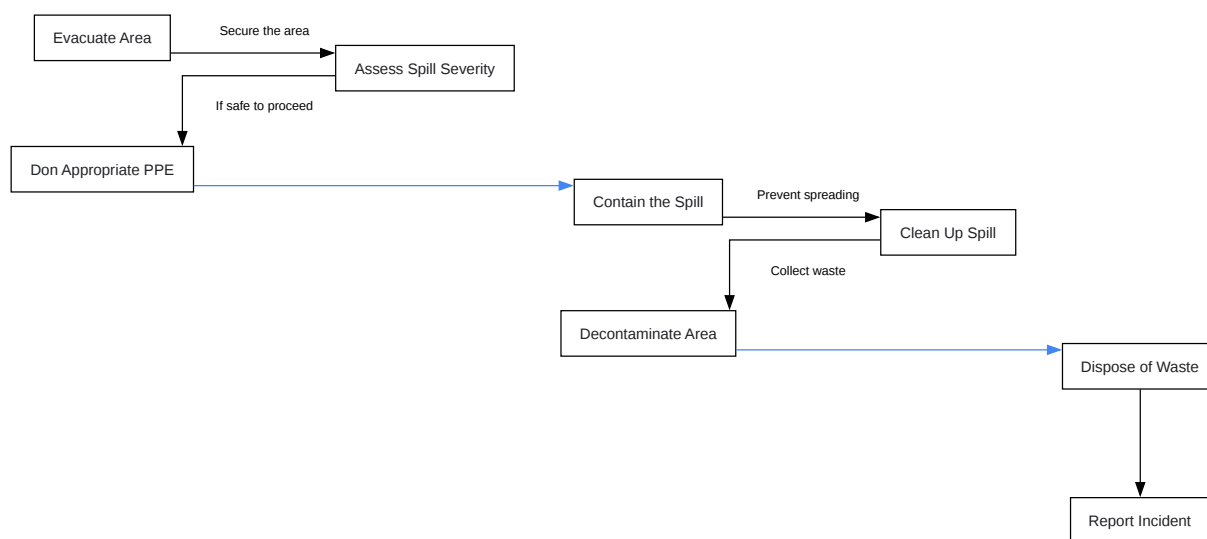 Evacuate Area
Secure the area
Assess Spill Severity
If safe to proceed
Don Appropriate PPE
Contain the Spill
Prevent spreading
Clean Up Spill
Collect waste
Decontaminate Area
Dispose of Waste
Report Incident